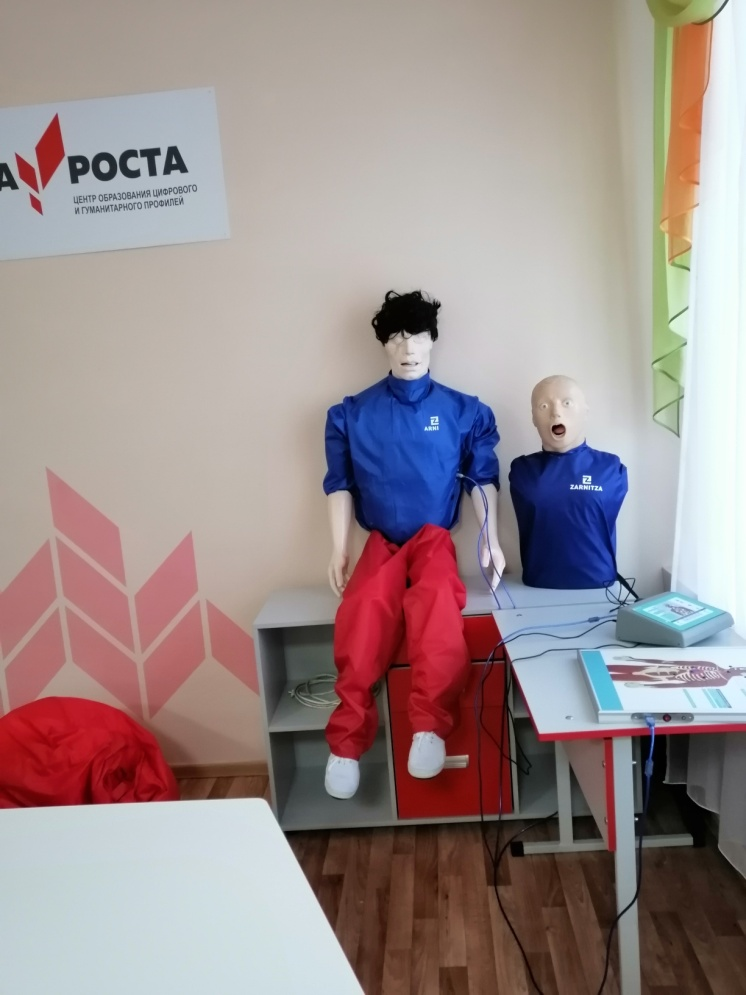 А РОСТА
ЦЕНТР ОБРАЗОВАНИЯ ЦИФРОВОГО
И ГУМАНИТАРНОГО ПРОФИЛЕЙ
ARNI
ZARNITZA